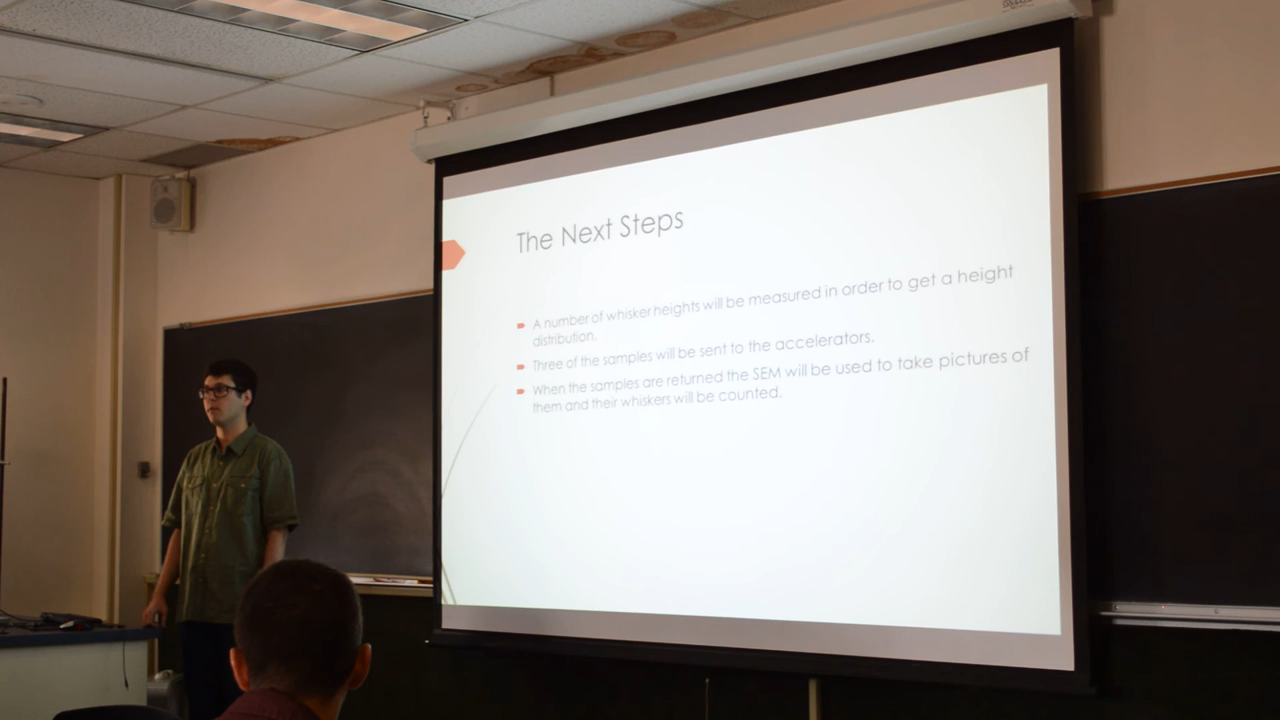 The Next Steps
A number of whisker heights will be measured in order to get a height
distribution.
Three of the samples will be sent to the accelerators.
When the samples are returned the SEM will be used to take pictures of
them and their whiskers will be counted.